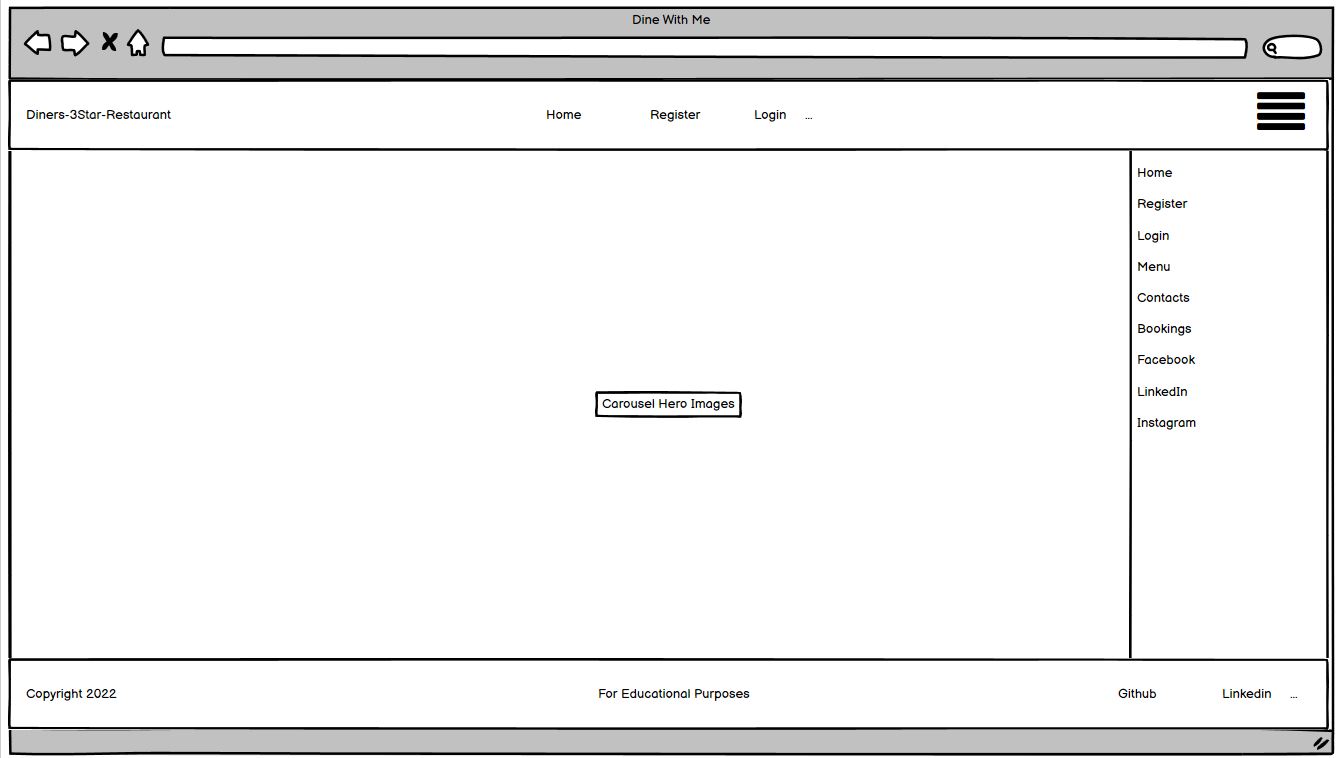 Dine With Me
Diners-3Star-Restaurant Home Register Login ...
Home
Register
Login
Menu
Contacts
Bookings
Facebook
LinkedIn
Instagram
Carousel Hero Images
Copyright 2022 For Educational Purposes Github Linkedin ...